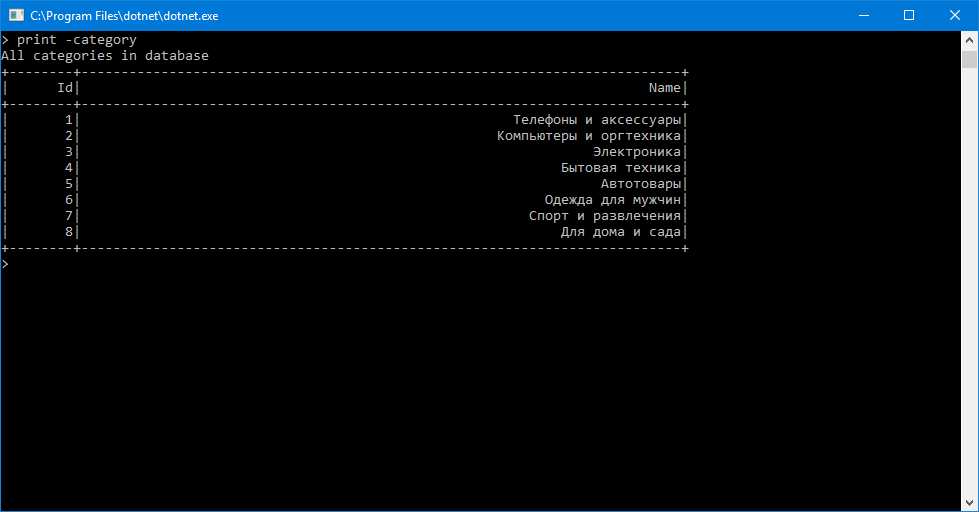 C:\Program Files\dotnet\dotnet.exe
> print -category
All categories in database
+--------+---------------------------------------------------------------------------+
|      Id|                                                                       Name|
+--------+---------------------------------------------------------------------------+
|       1|                                                      Телефоны и аксессуары|
|       2|                                                    Компьютеры и оргтехника|
|       3|                                                                Электроника|
|       4|                                                            Бытовая техника|
|       5|                                                                 Автотовары|
|       6|                                                          Одежда для мужчин|
|       7|                                                        Спорт и развлечения|
|       8|                                                            Для дома и сада|
+--------+---------------------------------------------------------------------------+
>